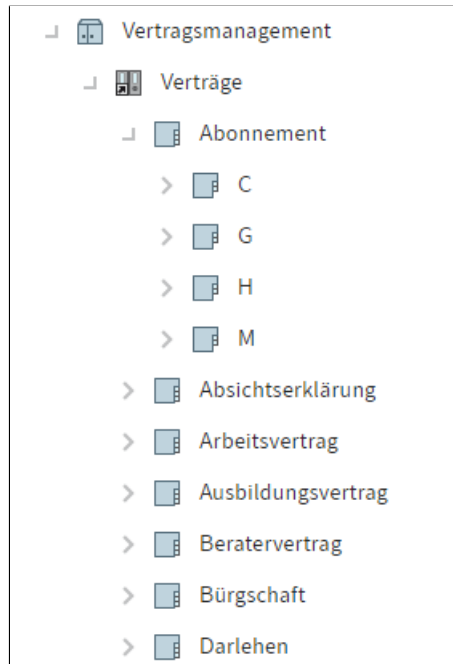 Vertragsmanagement
Verträge
Abonnement
C
G
H
M
Absichtserklärung
Arbeitsvertrag
Ausbildungsvertrag
Beratervertrag
Bürgschaft
Darlehen